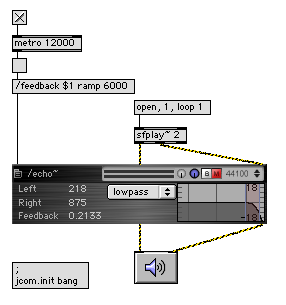 metro 12000
/feedback $1 ramp 6000
open, 1, loop 1
sfplay~ 2
/echo~
B M 44100
Left 218
Right 875
Feedback 0.2133
lowpass
18
-18
;
jcom.init bang